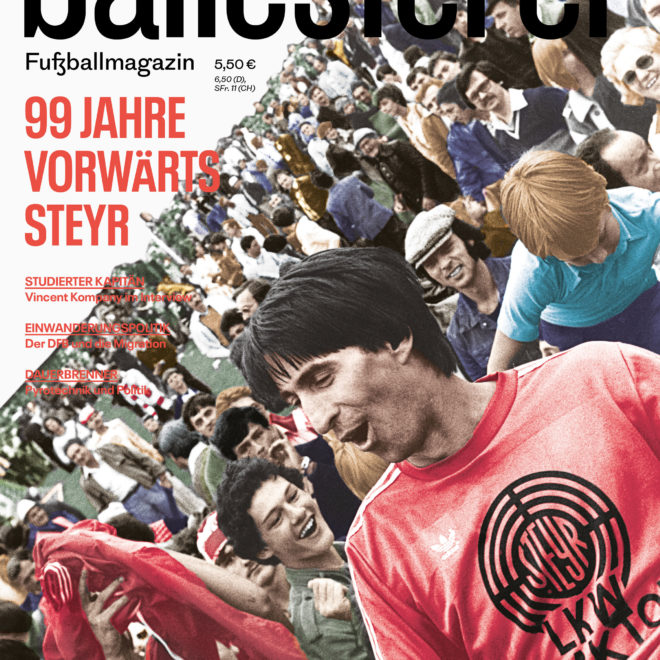 ballesterer
Fußballmagazin
5,50 €
6,50 (D),
SFr. 11 (CH)
99 JAHRE
VORWÄRTS
STEYR
STUDIERTER KAPITÄN
Vincent Kompany im Interview
EINWANDERUNGSPOLITIK
Der DFB und die Migration
DAUERBRENNER
Pyrotechnik und Politik
STEYR
LKW